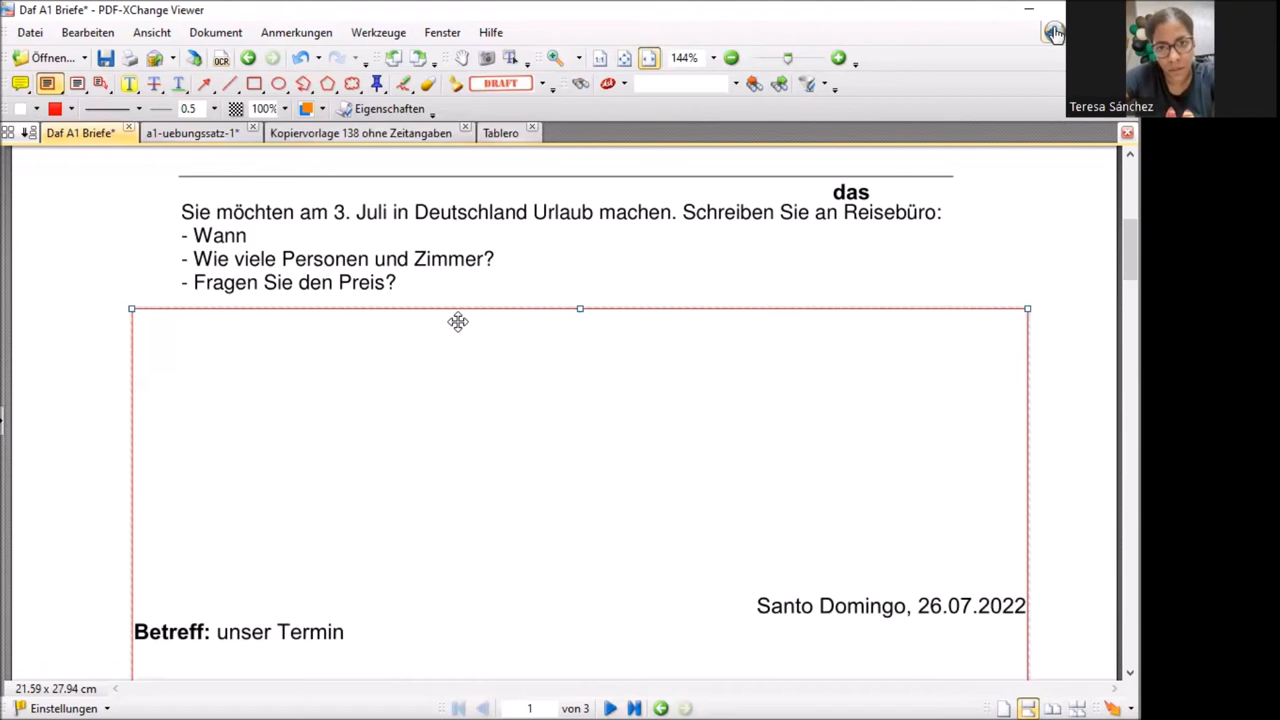 Daf A1 Briefe* - PDF-XChange Viewer
Datei Bearbeiten Ansicht Dokument Anmerkungen Werkzeuge Fenster Hilfe
Öffnen... OCR 144%
DRAFT
0.5 100% Eigenschaften
Daf A1 Briefe* a1-uebungssatz-1* Kopiervorlage 138 ohne Zeitangaben Tablero
Teresa Sánchez
das
Sie möchten am 3. Juli in Deutschland Urlaub machen. Schreiben Sie an Reisebüro:
- Wann
- Wie viele Personen und Zimmer?
- Fragen Sie den Preis?
Santo Domingo, 26.07.2022
Betreff: unser Termin
21.59 x 27.94 cm
Einstellungen 1 von 3